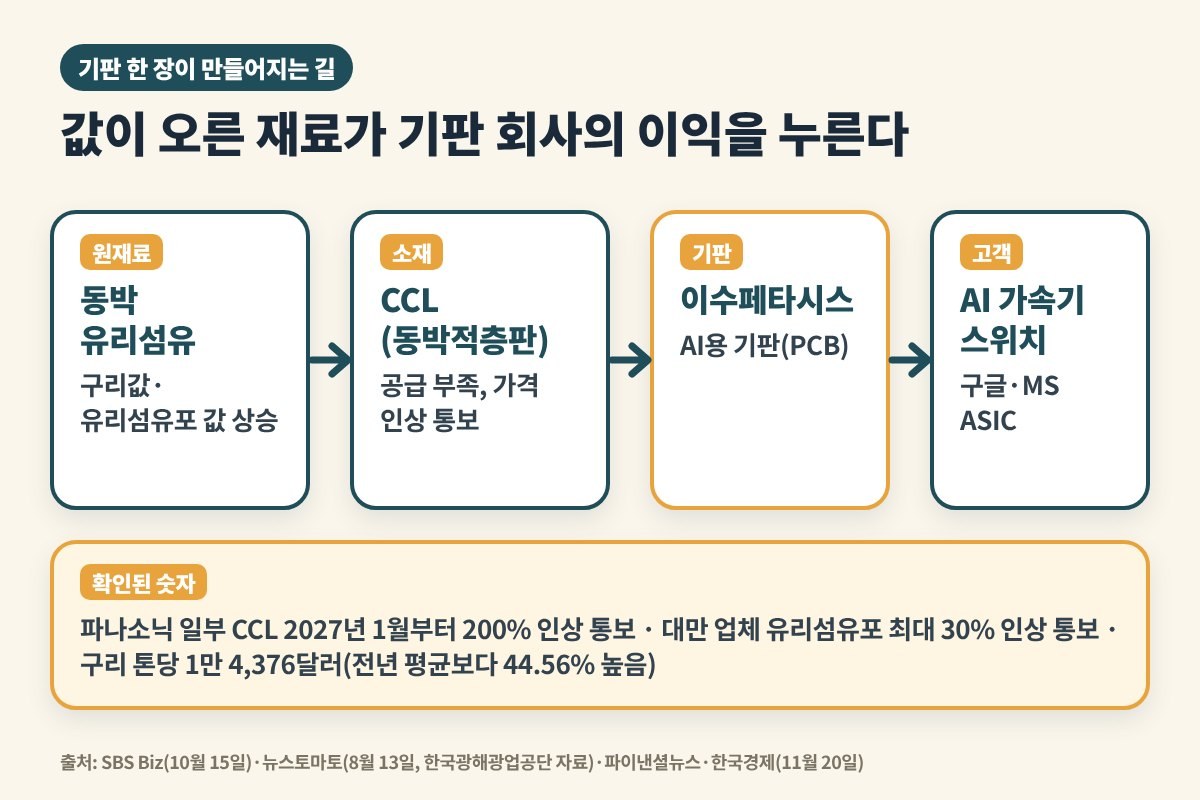 기판 한 장이 만들어지는 길
값이 오른 재료가 기판 회사의 이익을 누른다
원재료
동박
유리섬유
구리값·
유리섬유포 값 상승
소재
CCL
(동박적층판)
공급 부족, 가격
인상 통보
기판
이수페타시스
AI용 기판(PCB)
고객
AI 가속기
스위치
구글·MS
ASIC
확인된 숫자
파나소닉 일부 CCL 2027년 1월부터 200% 인상 통보 · 대만 업체 유리섬유포 최대 30% 인상 통보 ·
구리 톤당 1만 4,376달러(전년 평균보다 44.56% 높음)
출처: SBS Biz(10월 15일)·뉴스토마토(8월 13일, 한국광해광업공단 자료)·파이낸셜뉴스·한국경제(11월 20일)